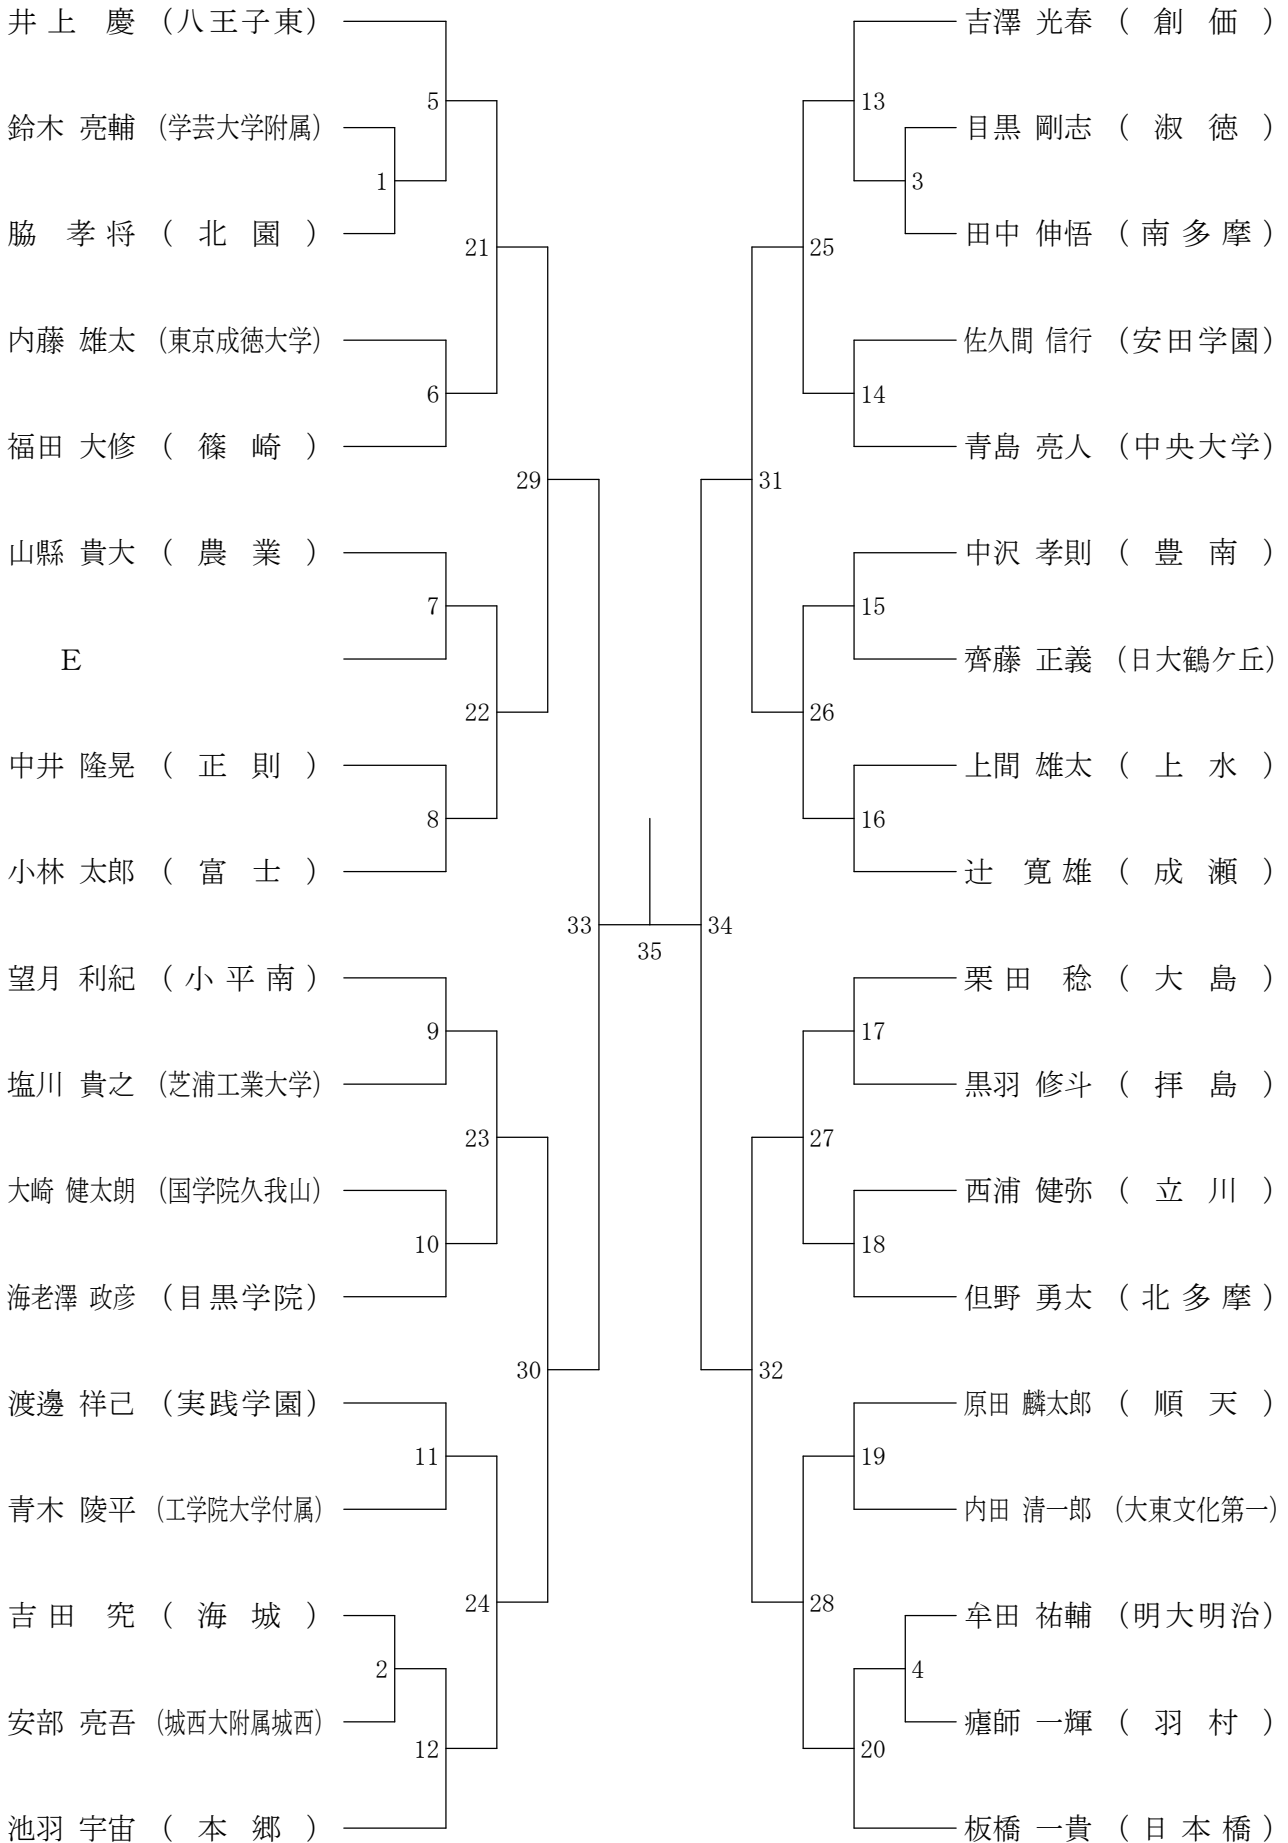 井上 慶 (八王子東)
鈴木 亮輔 (学芸大学附属)
脇 孝将 (北園)
内藤 雄太 (東京成徳大学)
福田 大修 (篠崎)
山縣 貴大 (農業)
E
中井 隆晃 (正則)
小林 太郎 (富士)
望月 利紀 (小平南)
塩川 貴之 (芝浦工業大学)
大崎 健太朗 (国学院久我山)
海老澤 政彦 (目黒学院)
渡邊 祥己 (実践学園)
青木 陵平 (工学院大学付属)
吉田 究 (海城)
安部 亮吾 (城西大附属城西)
池羽 宇宙 (本郷)
1
2
5
6
7
8
9
10
11
12
21
22
23
24
29
30
33
35
34
31
32
25
26
27
28
13
14
15
16
17
18
19
20
3
4
吉澤 光春 (創価)
目黒 剛志 (淑徳)
田中 伸悟 (南多摩)
佐久間 信行 (安田学園)
青島 亮人 (中央大学)
中沢 孝則 (豊南)
齊藤 正義 (日大鶴ケ丘)
上間 雄太 (上水)
辻 寛雄 (成瀬)
栗田 稔 (大島)
黒羽 修斗 (拝島)
西浦 健弥 (立川)
但野 勇太 (北多摩)
原田 麟太郎 (順天)
内田 清一郎 (大東文化第一)
牟田 祐輔 (明大明治)
瘧師 一輝 (羽村)
板橋 一貴 (日本橋)